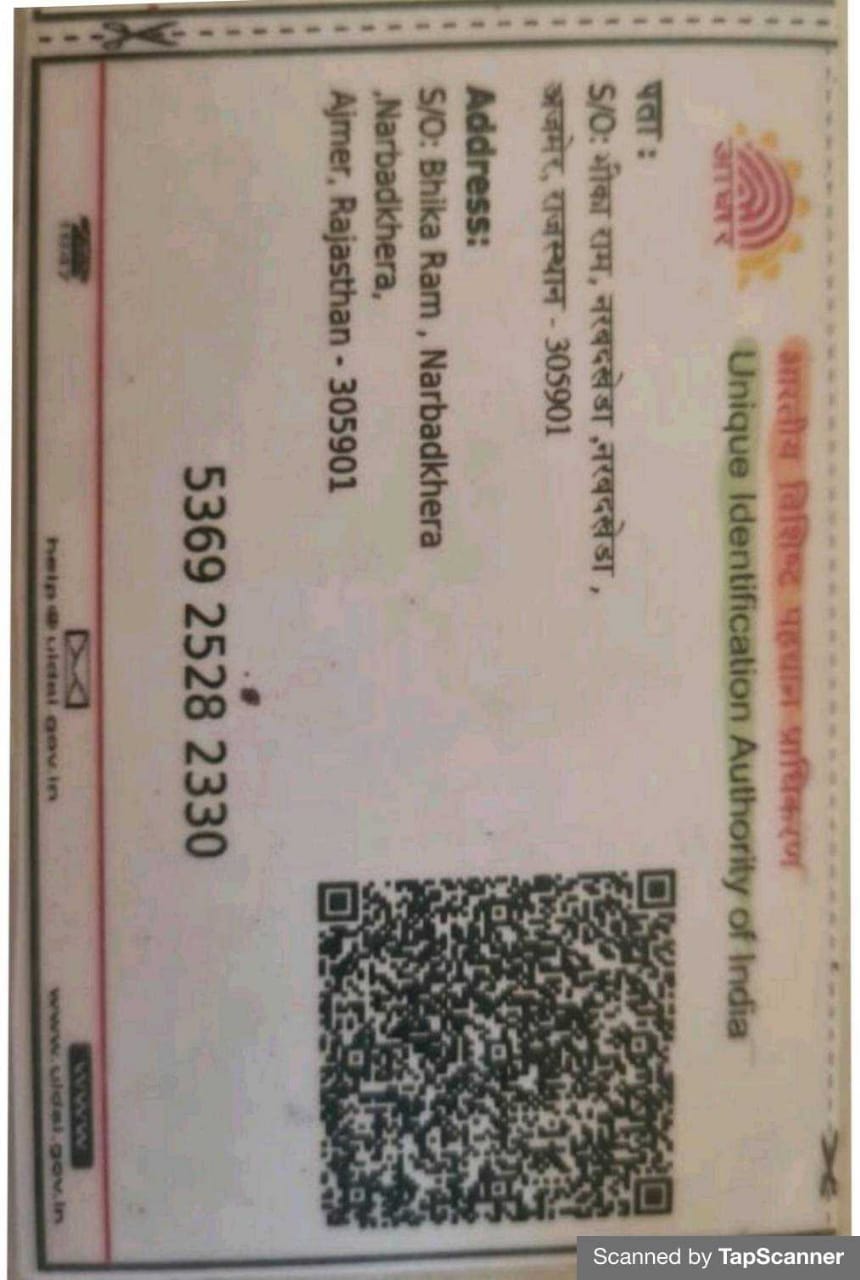 भारतीय विशिष्ट पहचान प्राधिकरण
Unique Identification Authority of India
आधार
पता :
S/O: भीका राम, नरबदखेडा ,नरबदखेडा ,
अजमेर, राजस्थान - 305901
Address:
S/O: Bhika Ram , Narbadkhera
,Narbadkhera,
Ajmer, Rajasthan - 305901
5369 2528 2330
1947
help@uidai.gov.in
www
www.uidai.gov.in
Scanned by TapScanner